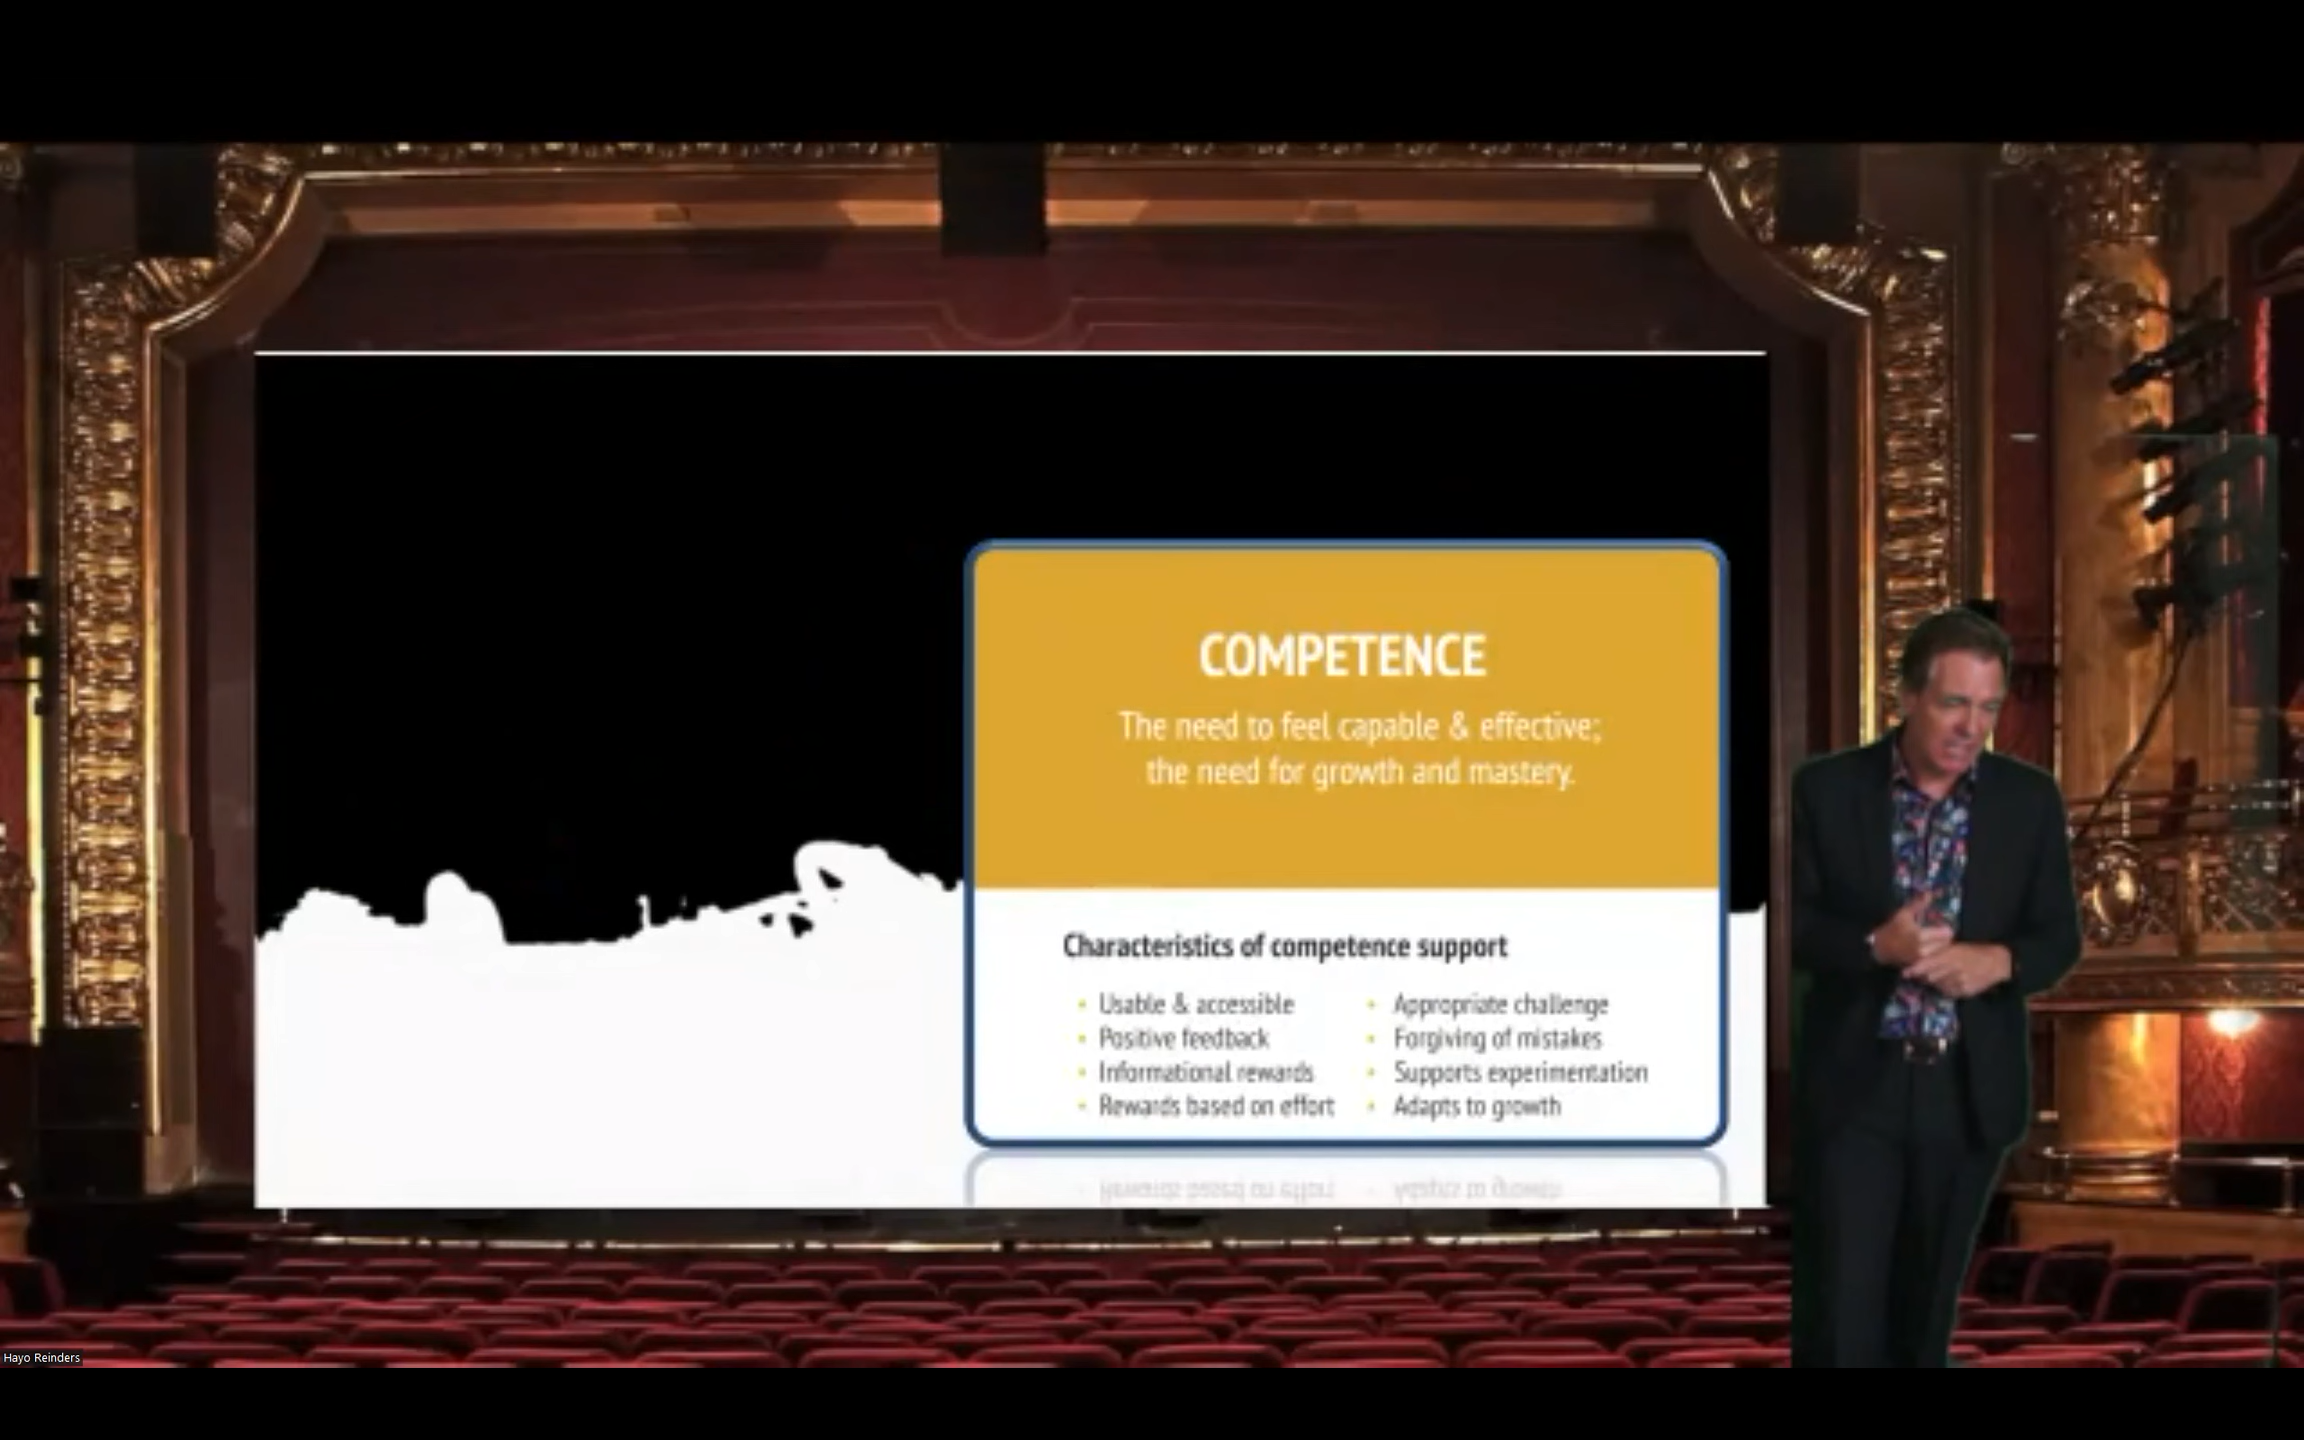 COMPETENCE
The need to feel capable & effective;
the need for growth and mastery.
Characteristics of competence support
• Usable & accessible
• Positive feedback
• Informational rewards
• Rewards based on effort
• Appropriate challenge
• Forgiving of mistakes
• Supports experimentation
• Adapts to growth
Hayo Reinders